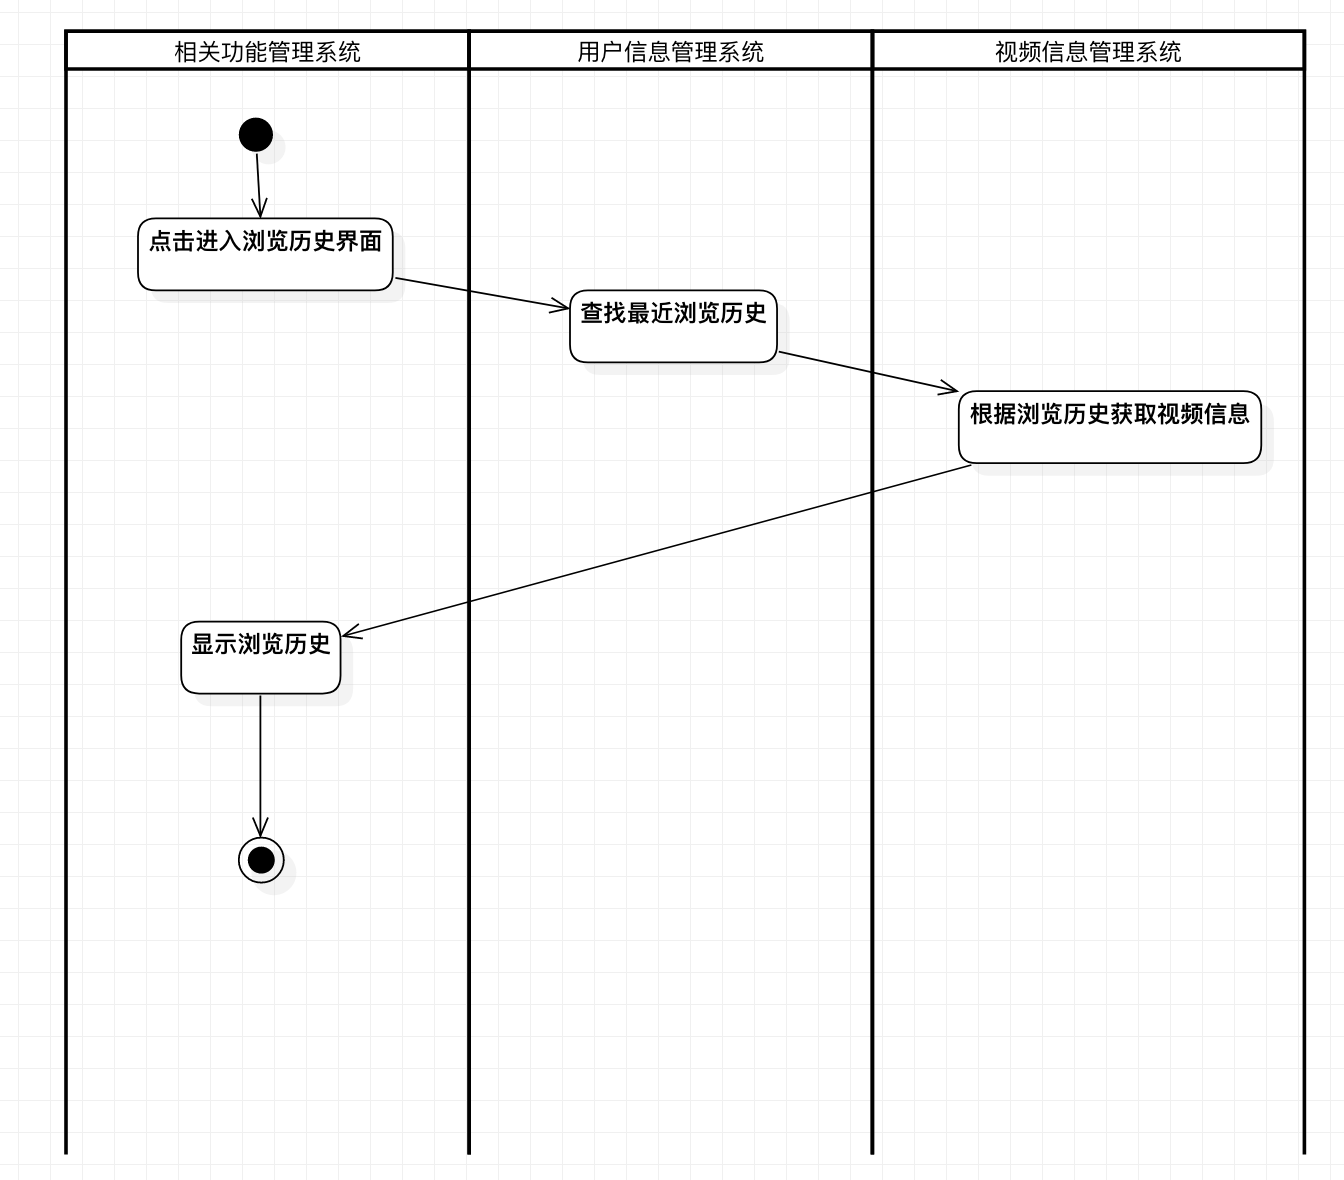 相关功能管理系统
用户信息管理系统
视频信息管理系统
点击进入浏览历史界面
查找最近浏览历史
根据浏览历史获取视频信息
显示浏览历史